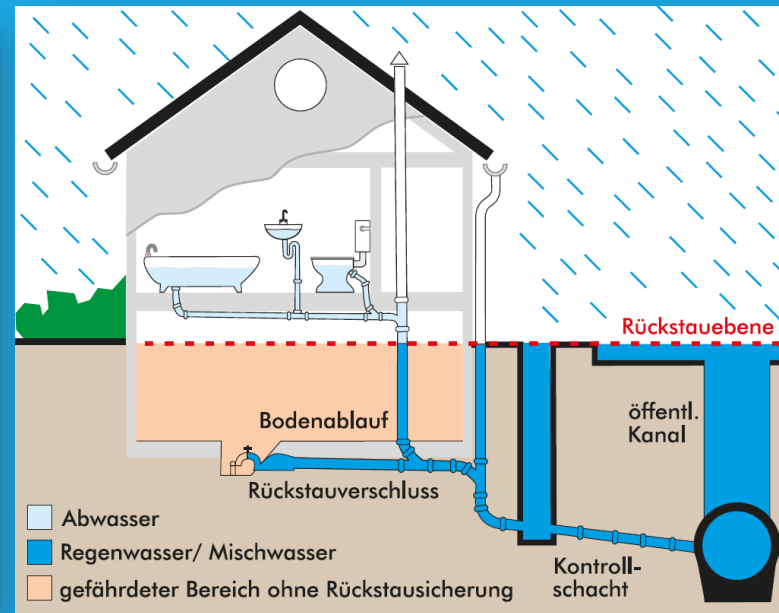 Rückstauebene
öffentl.
Kanal
Bodenablauf
Rückstauverschluss
Kontroll-
schacht
Abwasser
Regenwasser/ Mischwasser
gefährdeter Bereich ohne Rückstausicherung